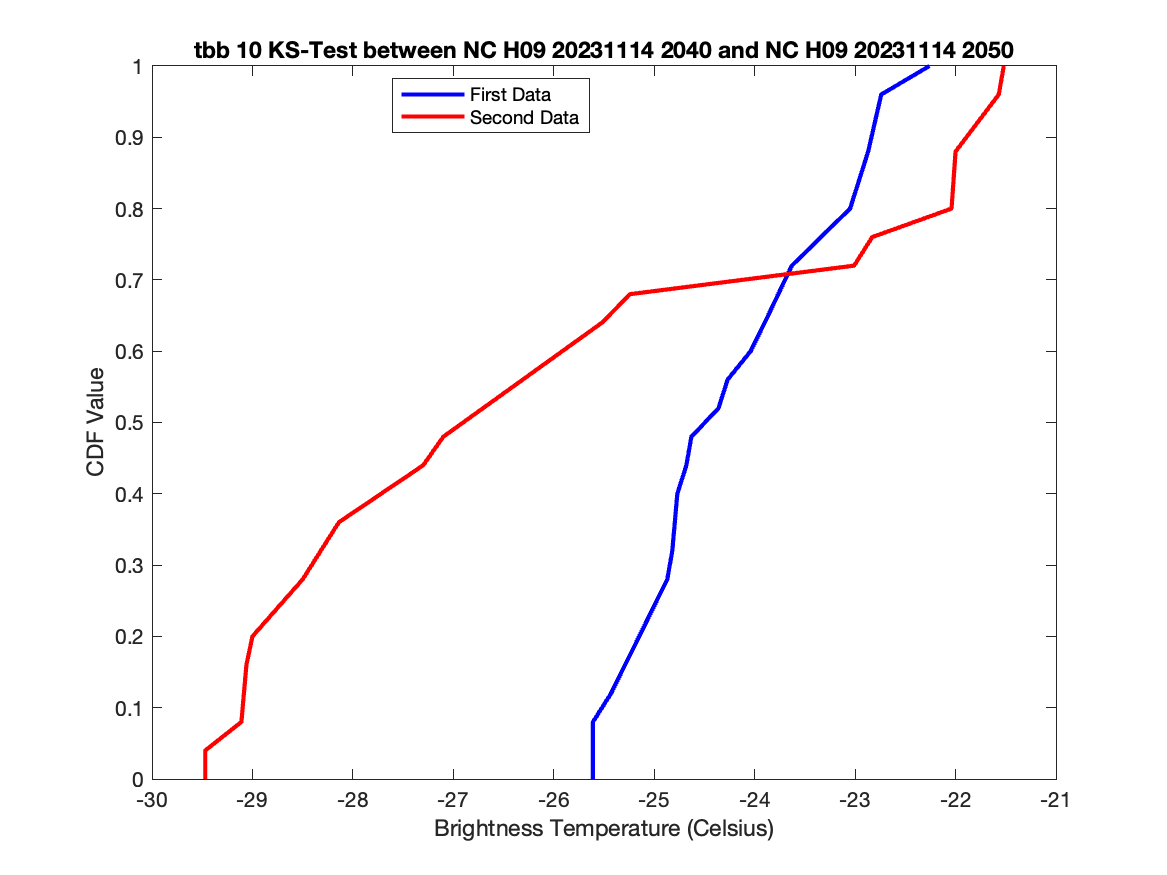 tbb 10 KS-Test between NC H09 20231114 2040 and NC H09 20231114 2050
First Data
Second Data
CDF Value
1
0.9
0.8
0.7
0.6
0.5
0.4
0.3
0.2
0.1
0
-30 -29 -28 -27 -26 -25 -24 -23 -22 -21
Brightness Temperature (Celsius)